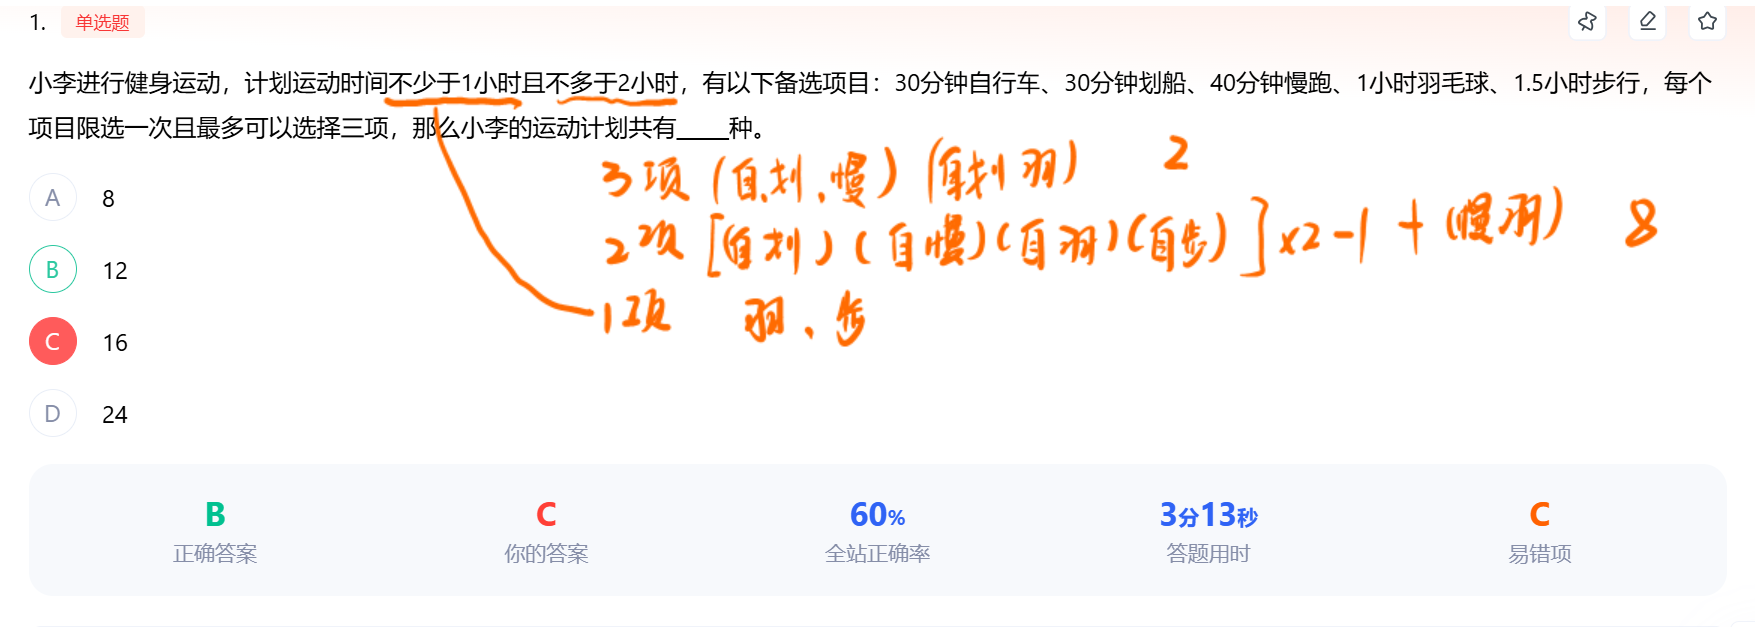 1. 单选题
小李进行健身运动，计划运动时间不少于1小时且不多于2小时，有以下备选项目：30分钟自行车、30分钟划船、40分钟慢跑、1小时羽毛球、1.5小时步行，每个
项目限选一次且最多可以选择三项，那么小李的运动计划共有_____种。
3项 (自.划.慢) (自划羽) 2
2项 [(自划) (自慢) (自羽) (自步)] ×2-1 + (慢羽) 8
1项 羽、步
A 8
B 12
C 16
D 24
B C 60% 3分13秒 C
正确答案 你的答案 全站正确率 答题用时 易错项